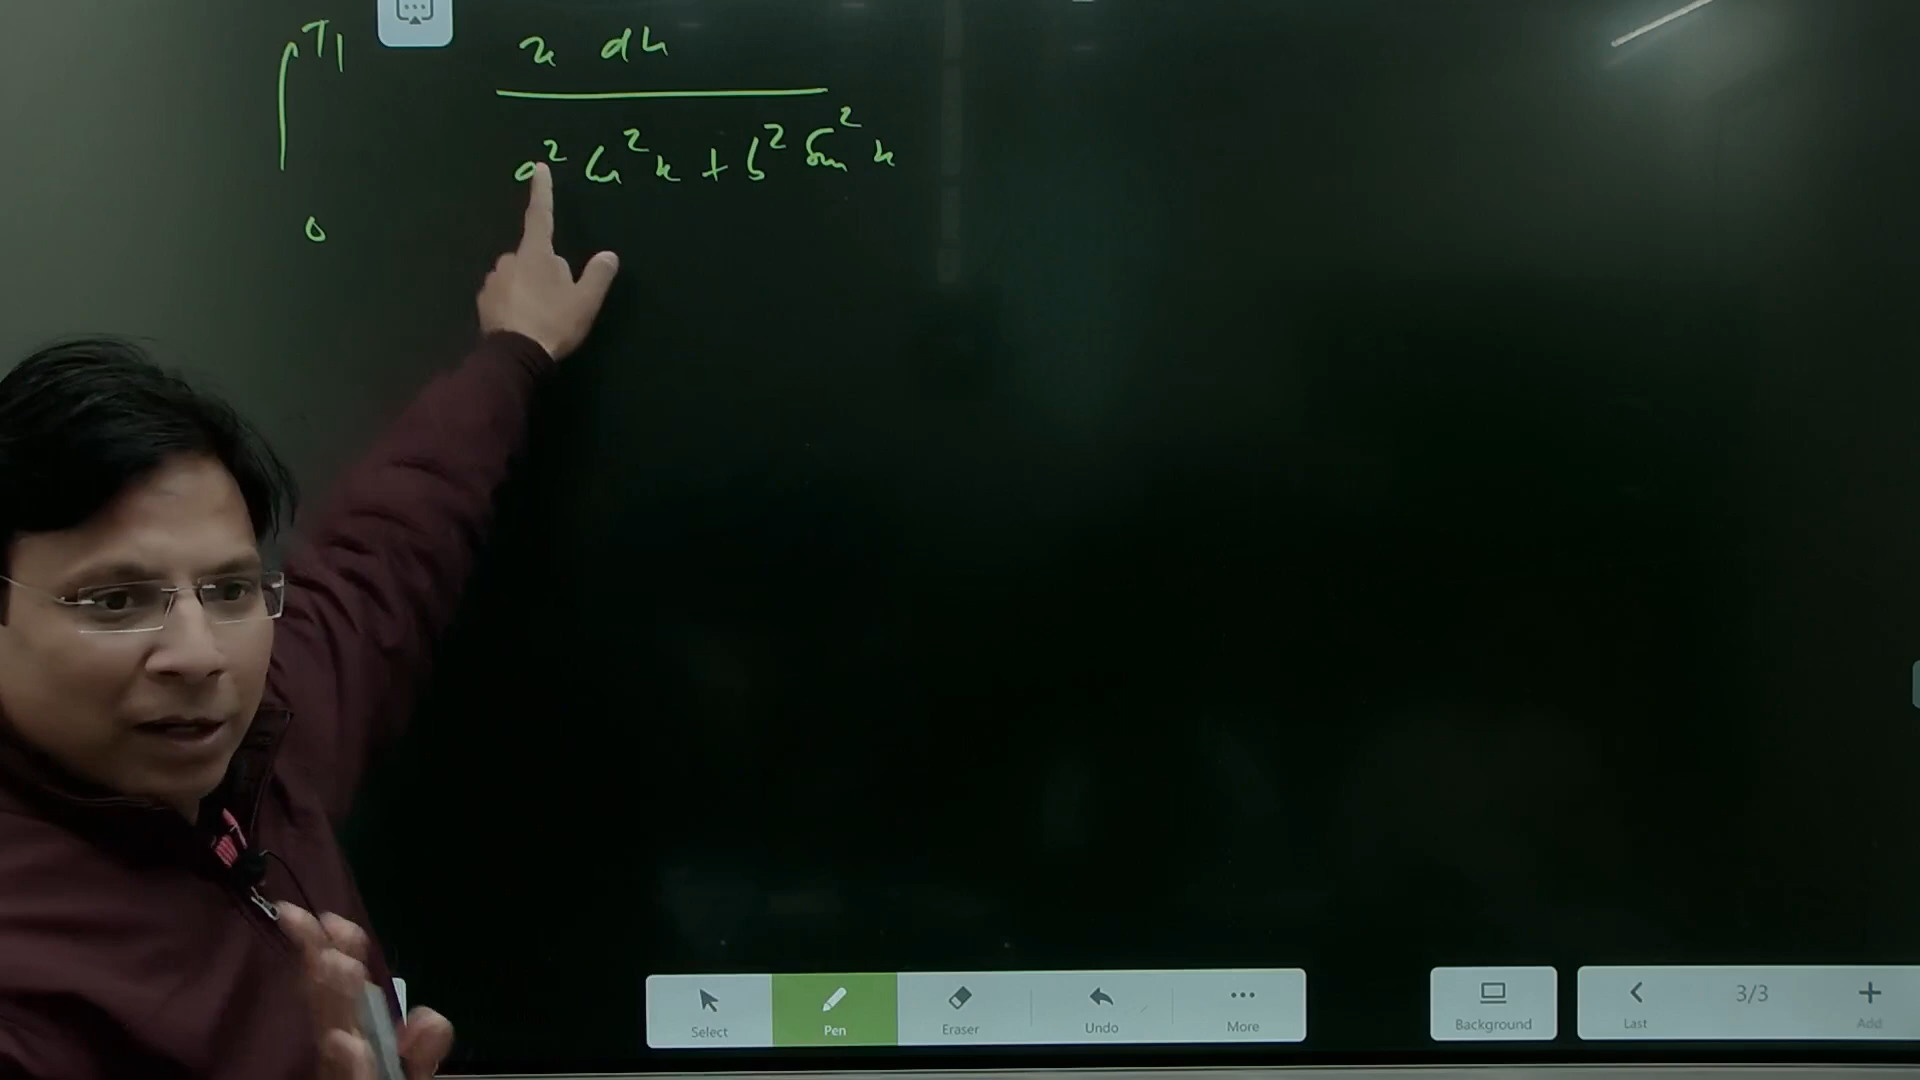 ∫₀^π x dx / (a² cos² x + b² sin² x)
Select Pen Eraser Undo More
Background
Last 3/3 Add